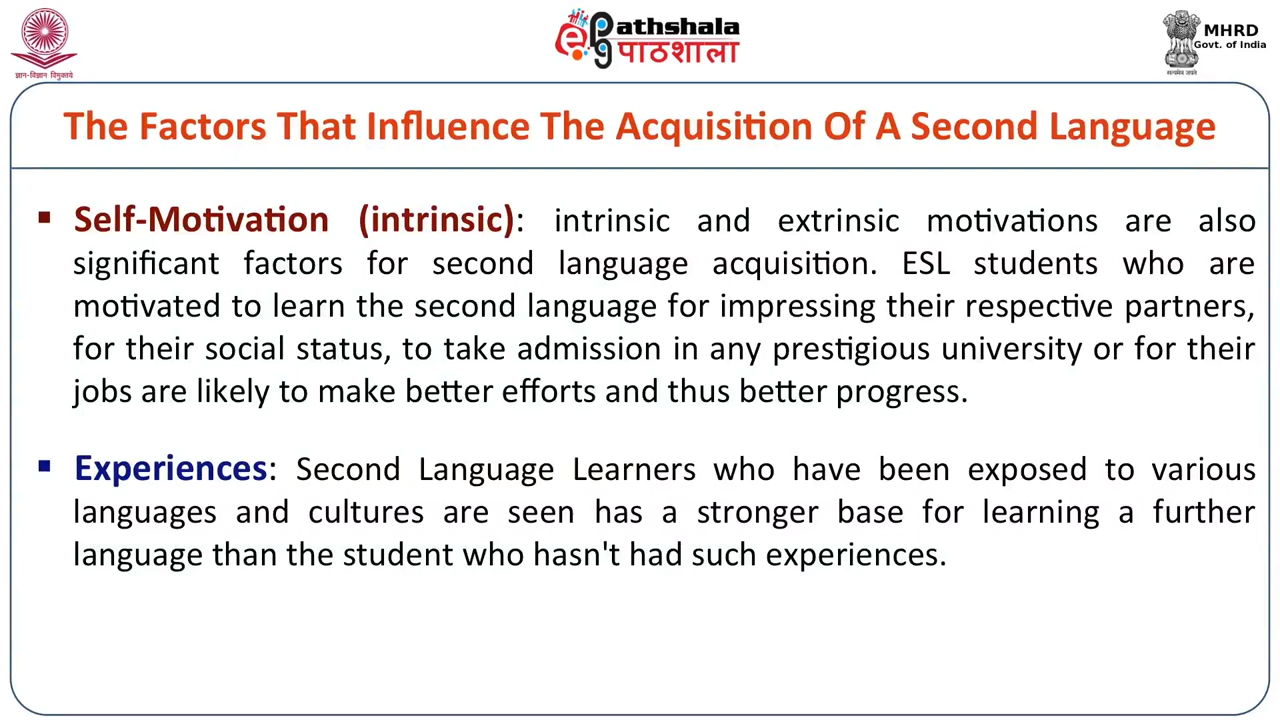 ज्ञान-विज्ञान विमुक्तये
ePG Pathshala
पाठशाला
MHRD
Govt. of India
सत्यमेव जयते
The Factors That Influence The Acquisition Of A Second Language
▪ Self-Motivation (intrinsic): intrinsic and extrinsic motivations are also
significant factors for second language acquisition. ESL students who are
motivated to learn the second language for impressing their respective partners,
for their social status, to take admission in any prestigious university or for their
jobs are likely to make better efforts and thus better progress.
▪ Experiences: Second Language Learners who have been exposed to various
languages and cultures are seen has a stronger base for learning a further
language than the student who hasn't had such experiences.